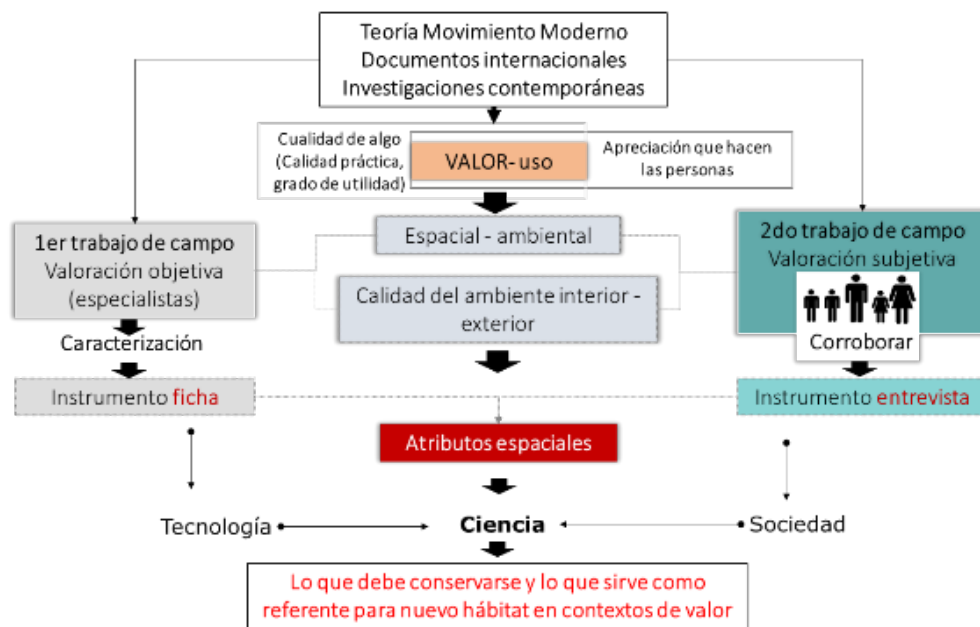 Teoría Movimiento Moderno
Documentos internacionales
Investigaciones contemporáneas
Cualidad de algo
(Calidad práctica,
grado de utilidad)
VALOR- uso
Apreciación que hacen
las personas
Espacial - ambiental
1er trabajo de campo
Valoración objetiva
(especialistas)
2do trabajo de campo
Valoración subjetiva
Calidad del ambiente interior -
exterior
Caracterización
Corroborar
Instrumento ficha
Instrumento entrevista
Atributos espaciales
Tecnología
Ciencia
Sociedad
Lo que debe conservarse y lo que sirve como
referente para nuevo hábitat en contextos de valor